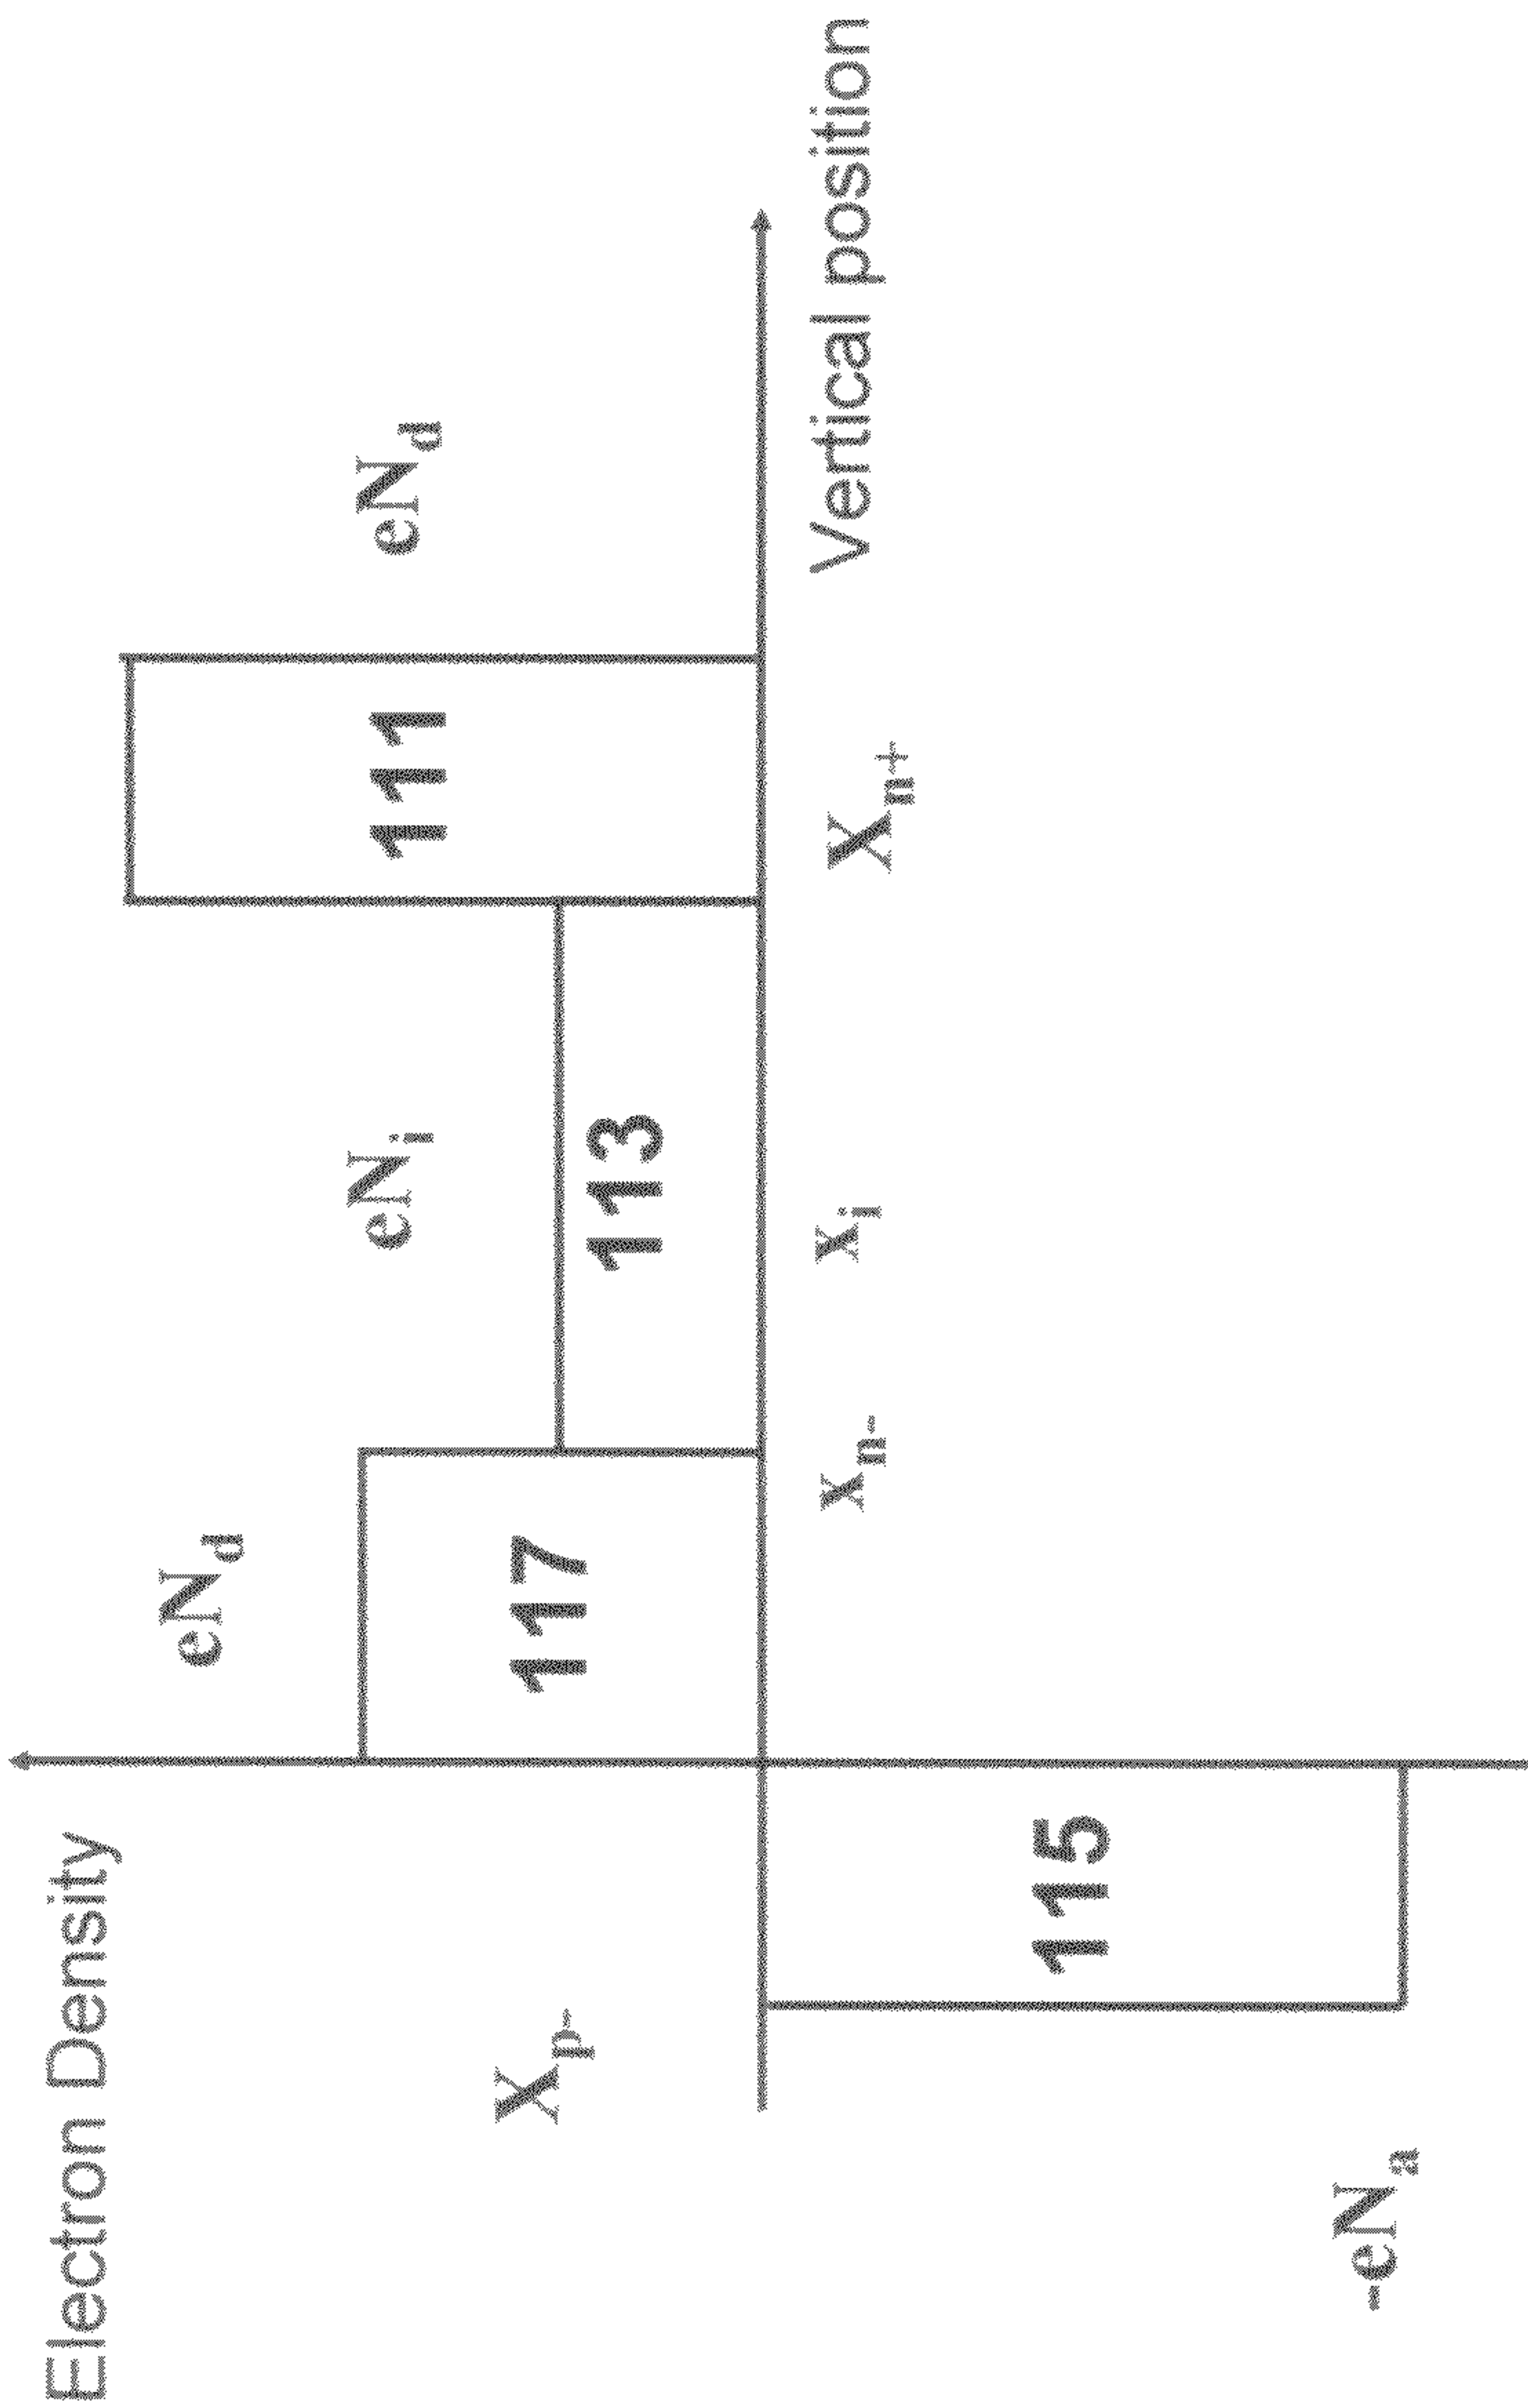 Electron Density
eN_d
eN_i
eN_d
111
117
113
X_p-
x_n-
x_i
X_n+
Vertical position
115
-eN_a